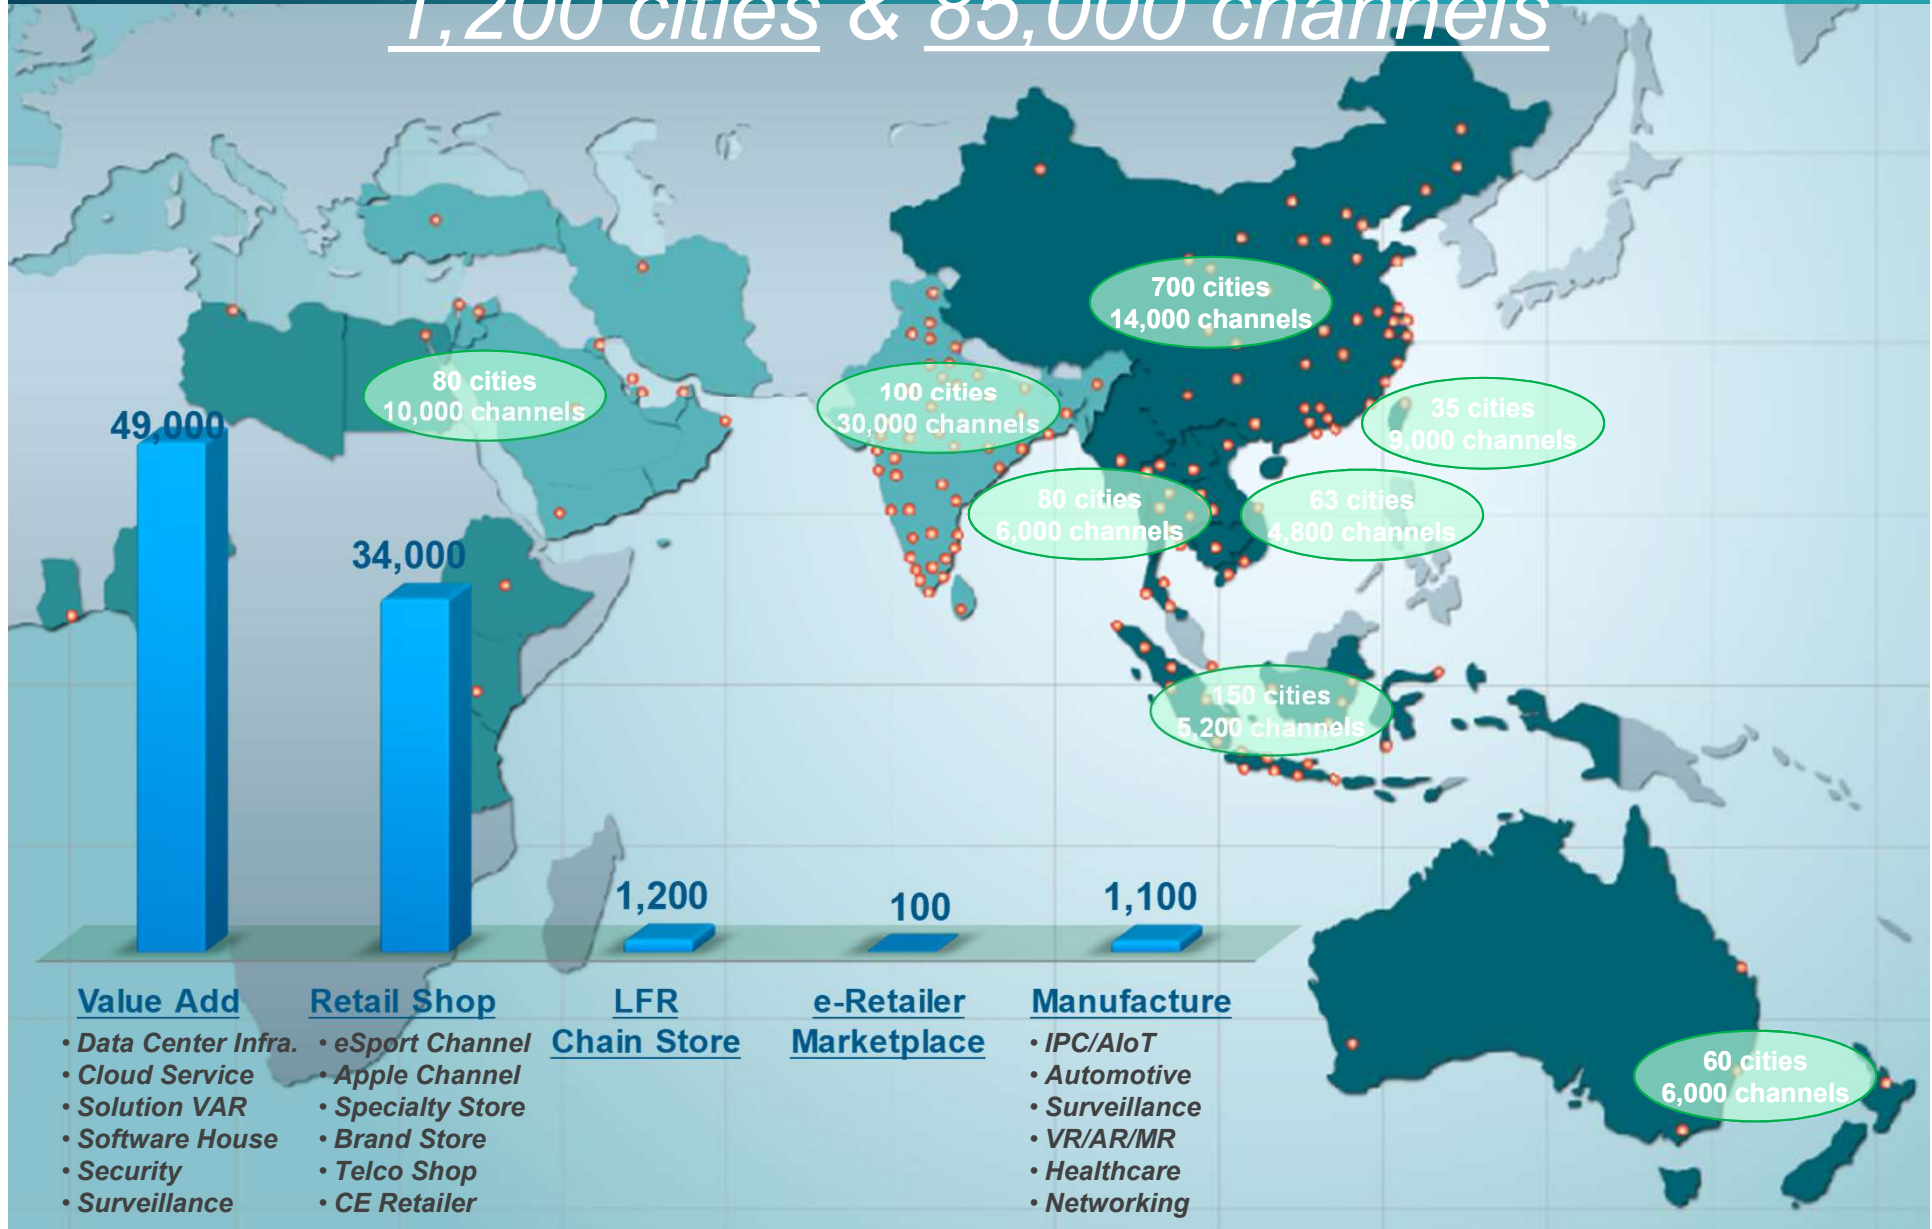 1,200 cities & 85,000 channels
700 cities
14,000 channels
80 cities
10,000 channels
100 cities
30,000 channels
35 cities
9,000 channels
80 cities
6,000 channels
63 cities
4,800 channels
150 cities
5,200 channels
60 cities
6,000 channels
49,000
34,000
1,200
100
1,100
Value Add
• Data Center Infra.
• Cloud Service
• Solution VAR
• Software House
• Security
• Surveillance
Retail Shop
• eSport Channel
• Apple Channel
• Specialty Store
• Brand Store
• Telco Shop
• CE Retailer
LFR
Chain Store
e-Retailer
Marketplace
Manufacture
• IPC/AIoT
• Automotive
• Surveillance
• VR/AR/MR
• Healthcare
• Networking